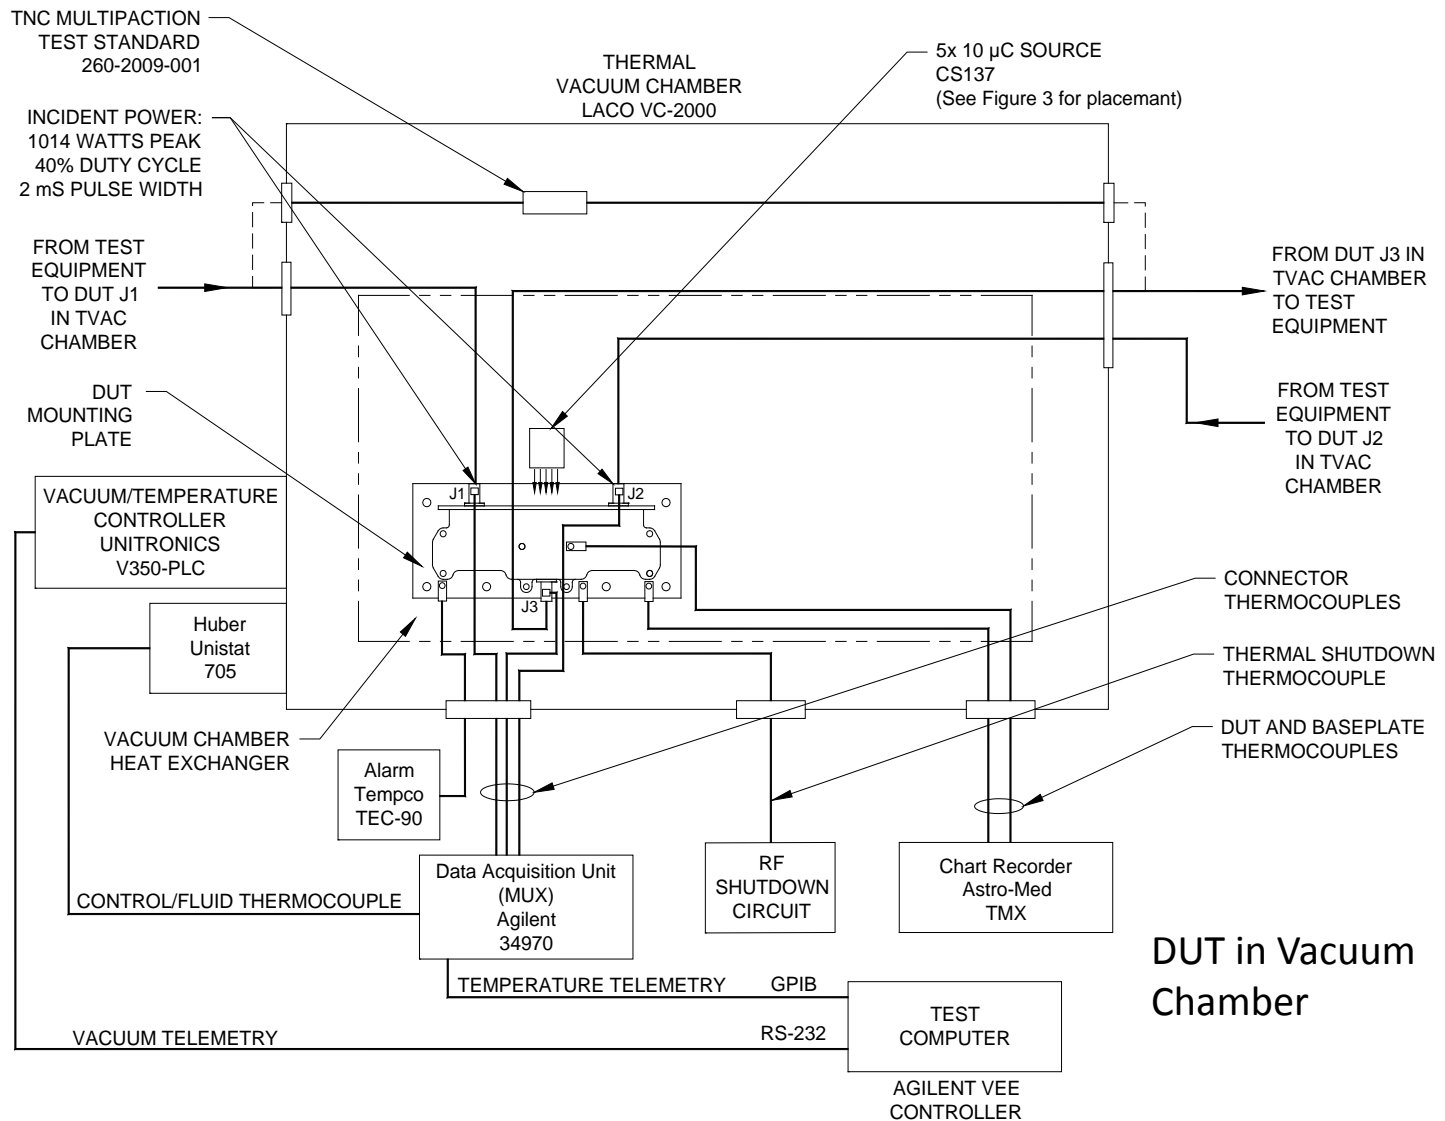 TNC MULTIPACTION
TEST STANDARD
260-2009-001
THERMAL
VACUUM CHAMBER
LACO VC-2000
5x 10 µC SOURCE
CS137
(See Figure 3 for placemant)
INCIDENT POWER:
1014 WATTS PEAK
40% DUTY CYCLE
2 mS PULSE WIDTH
FROM TEST
EQUIPMENT
TO DUT J1
IN TVAC
CHAMBER
FROM DUT J3 IN
TVAC CHAMBER
TO TEST
EQUIPMENT
DUT
MOUNTING
PLATE
FROM TEST
EQUIPMENT
TO DUT J2
IN TVAC
CHAMBER
J1
J2
J3
VACUUM/TEMPERATURE
CONTROLLER
UNITRONICS
V350-PLC
Huber
Unistat
705
CONNECTOR
THERMOCOUPLES
THERMAL SHUTDOWN
THERMOCOUPLE
DUT AND BASEPLATE
THERMOCOUPLES
VACUUM CHAMBER
HEAT EXCHANGER
Alarm
Tempco
TEC-90
Data Acquisition Unit
(MUX)
Agilent
34970
RF
SHUTDOWN
CIRCUIT
Chart Recorder
Astro-Med
TMX
CONTROL/FLUID THERMOCOUPLE
TEMPERATURE TELEMETRY
GPIB
VACUUM TELEMETRY
RS-232
TEST
COMPUTER
AGILENT VEE
CONTROLLER
DUT in Vacuum
Chamber